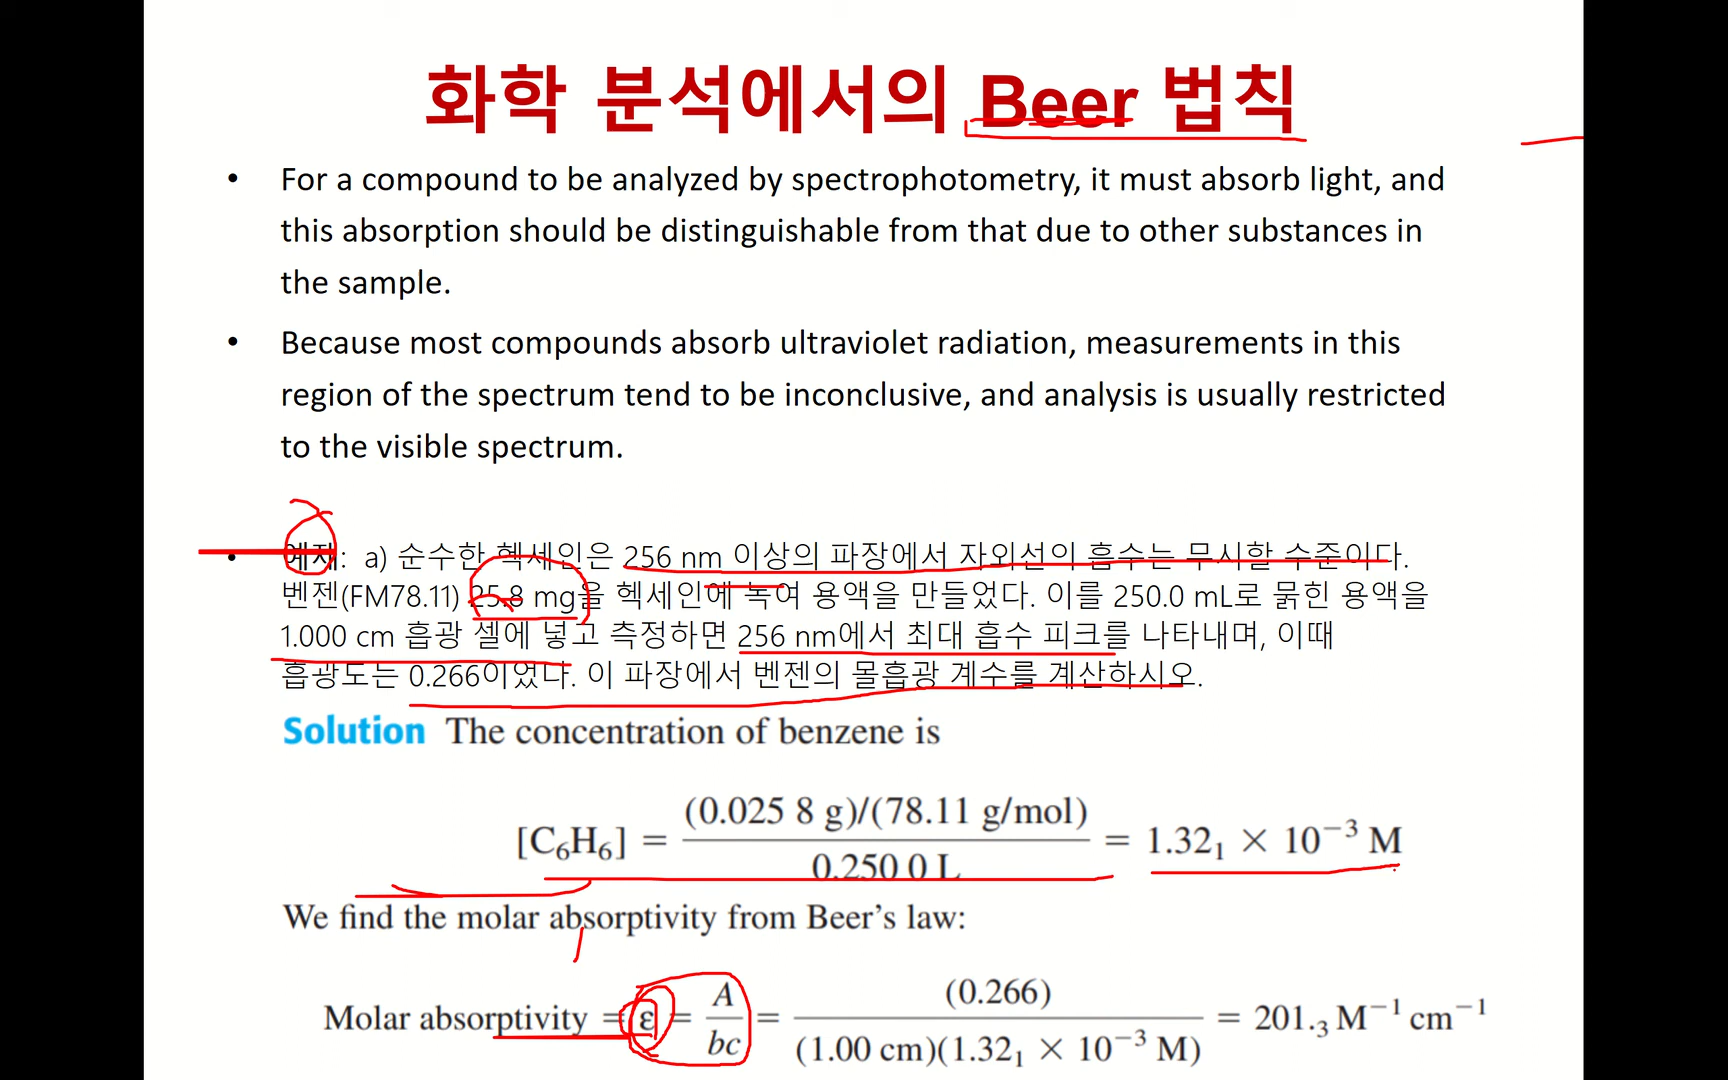 화학 분석에서의 Beer 법칙
• For a compound to be analyzed by spectrophotometry, it must absorb light, and
this absorption should be distinguishable from that due to other substances in
the sample.
• Because most compounds absorb ultraviolet radiation, measurements in this
region of the spectrum tend to be inconclusive, and analysis is usually restricted
to the visible spectrum.
• 예제: a) 순수한 헥세인은 256 nm 이상의 파장에서 자외선의 흡수는 무시할 수준이다.
벤젠(FM78.11) 25.8 mg을 헥세인에 녹여 용액을 만들었다. 이를 250.0 mL로 묽힌 용액을
1.000 cm 흡광 셀에 넣고 측정하면 256 nm에서 최대 흡수 피크를 나타내며, 이때
흡광도는 0.266이었다. 이 파장에서 벤젠의 몰흡광 계수를 계산하시오.
Solution The concentration of benzene is
[C₆H₆] = (0.025 8 g)/(78.11 g/mol) / 0.250 0 L = 1.32₁ × 10⁻³ M
We find the molar absorptivity from Beer's law:
Molar absorptivity = ε = A / bc = (0.266) / (1.00 cm)(1.32₁ × 10⁻³ M) = 201.₃ M⁻¹ cm⁻¹